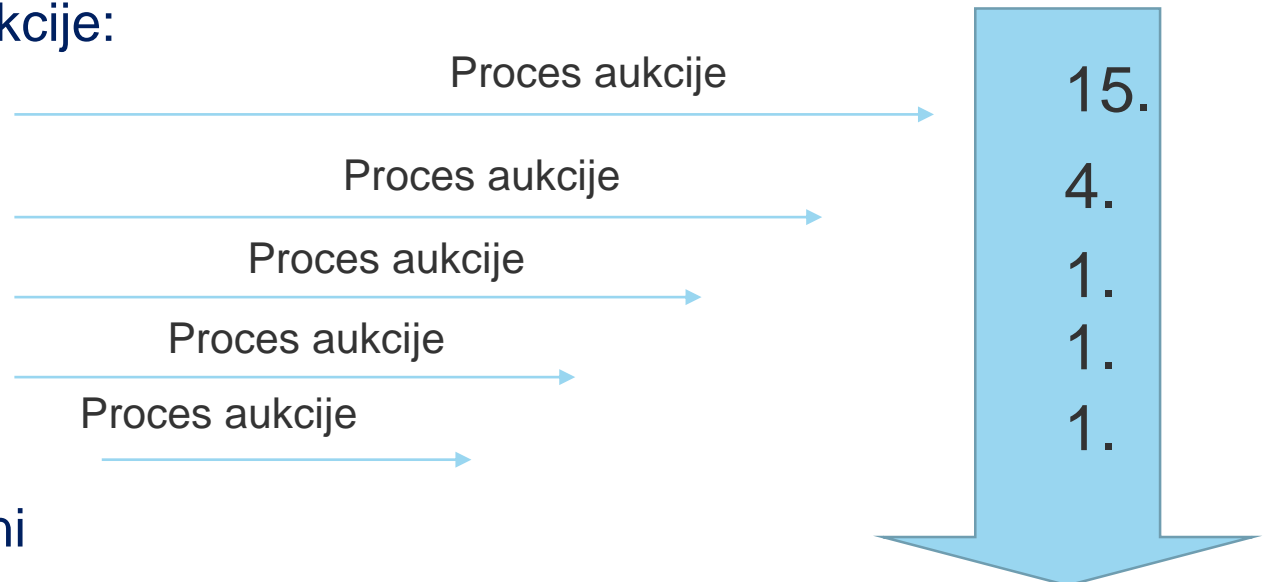 kcije:
Proces aukcije
15.
Proces aukcije
4.
Proces aukcije
1.
Proces aukcije
1.
Proces aukcije
1.
ni